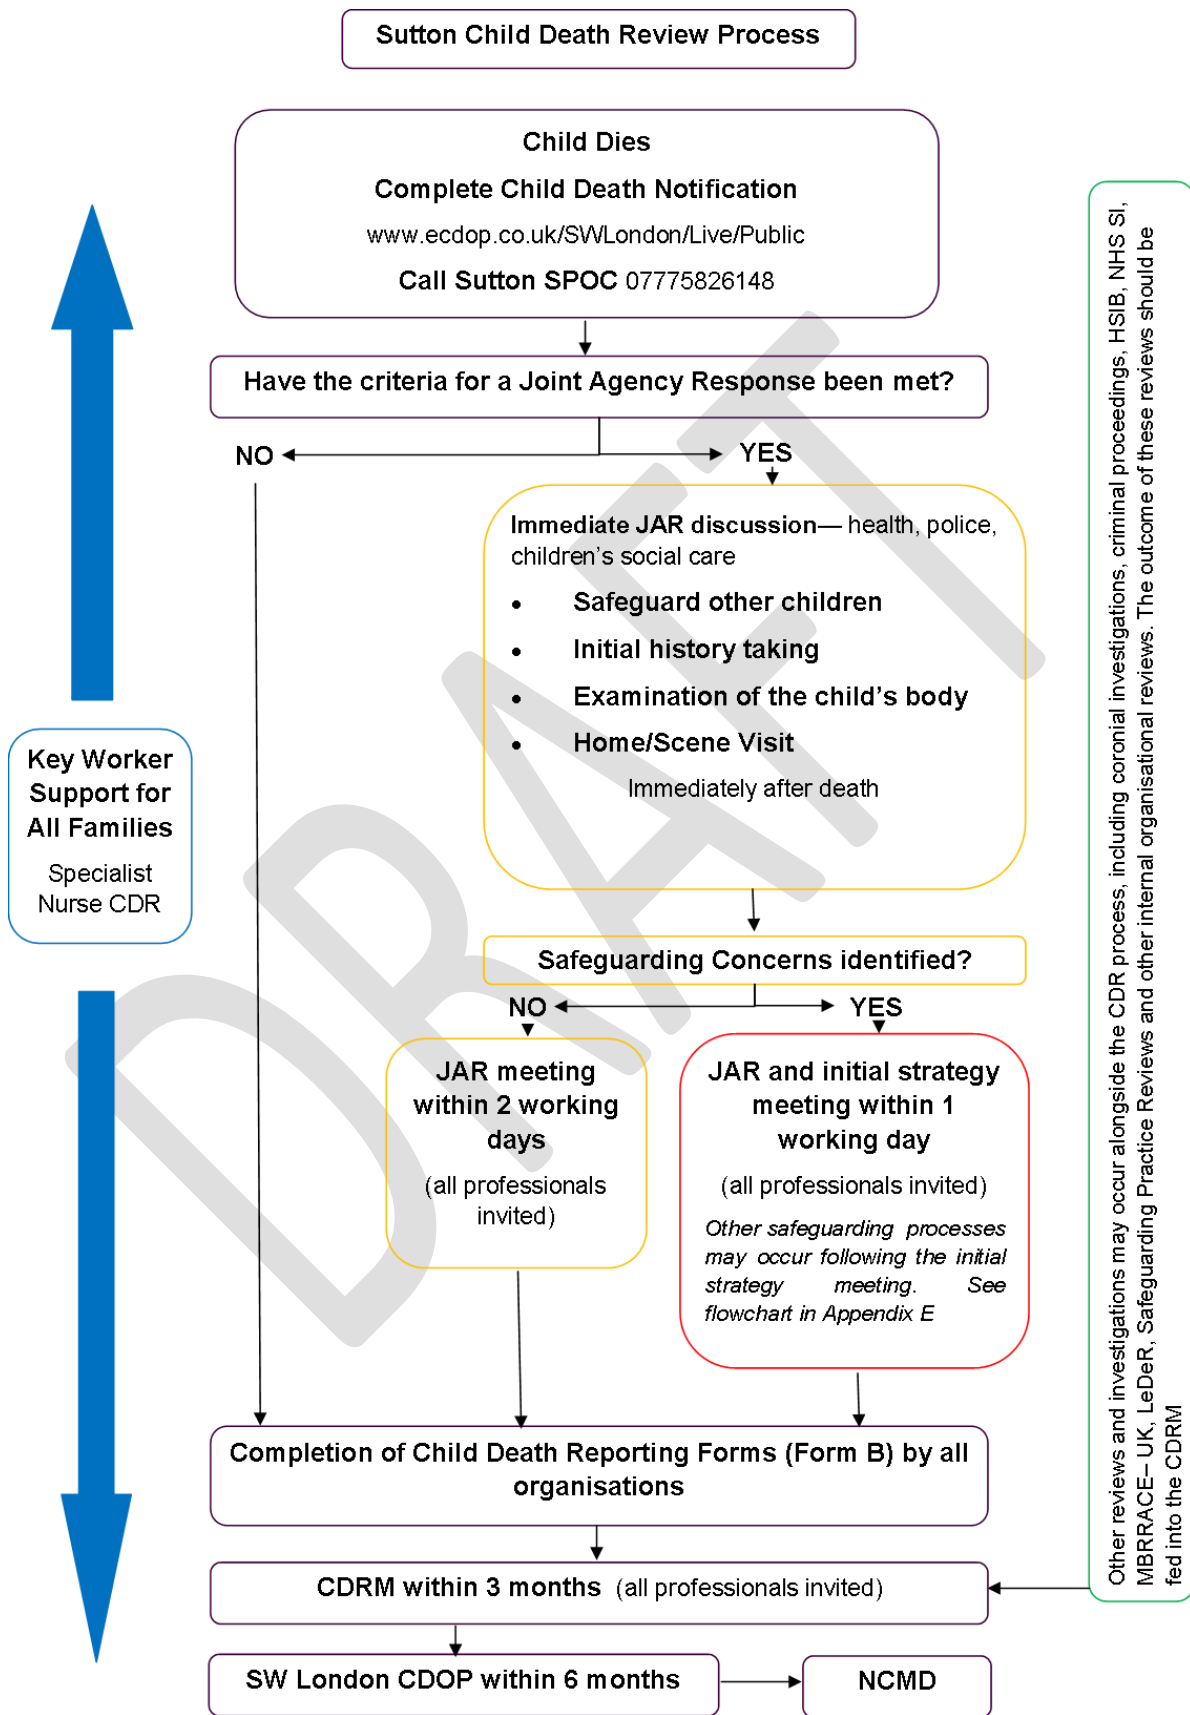 Sutton Child Death Review Process
Child Dies
Complete Child Death Notification
www.ecdop.co.uk/SWLondon/Live/Public
Call Sutton SPOC 07775826148
Have the criteria for a Joint Agency Response been met?
NO
YES
Immediate JAR discussion— health, police,
children's social care
• Safeguard other children
• Initial history taking
• Examination of the child's body
• Home/Scene Visit
Immediately after death
Key Worker
Support for
All Families
Specialist
Nurse CDR
Safeguarding Concerns identified?
NO
YES
JAR meeting
within 2 working
days
(all professionals
invited)
JAR and initial strategy
meeting within 1
working day
(all professionals invited)
Other safeguarding processes
may occur following the initial
strategy meeting. See
flowchart in Appendix E
Completion of Child Death Reporting Forms (Form B) by all
organisations
CDRM within 3 months (all professionals invited)
SW London CDOP within 6 months
NCMD
Other reviews and investigations may occur alongside the CDR process, including coronial investigations, criminal proceedings, HSIB, NHS SI,
MBRRACE– UK, LeDeR, Safeguarding Practice Reviews and other internal organisational reviews. The outcome of these reviews should be
fed into the CDRM
DRAFT